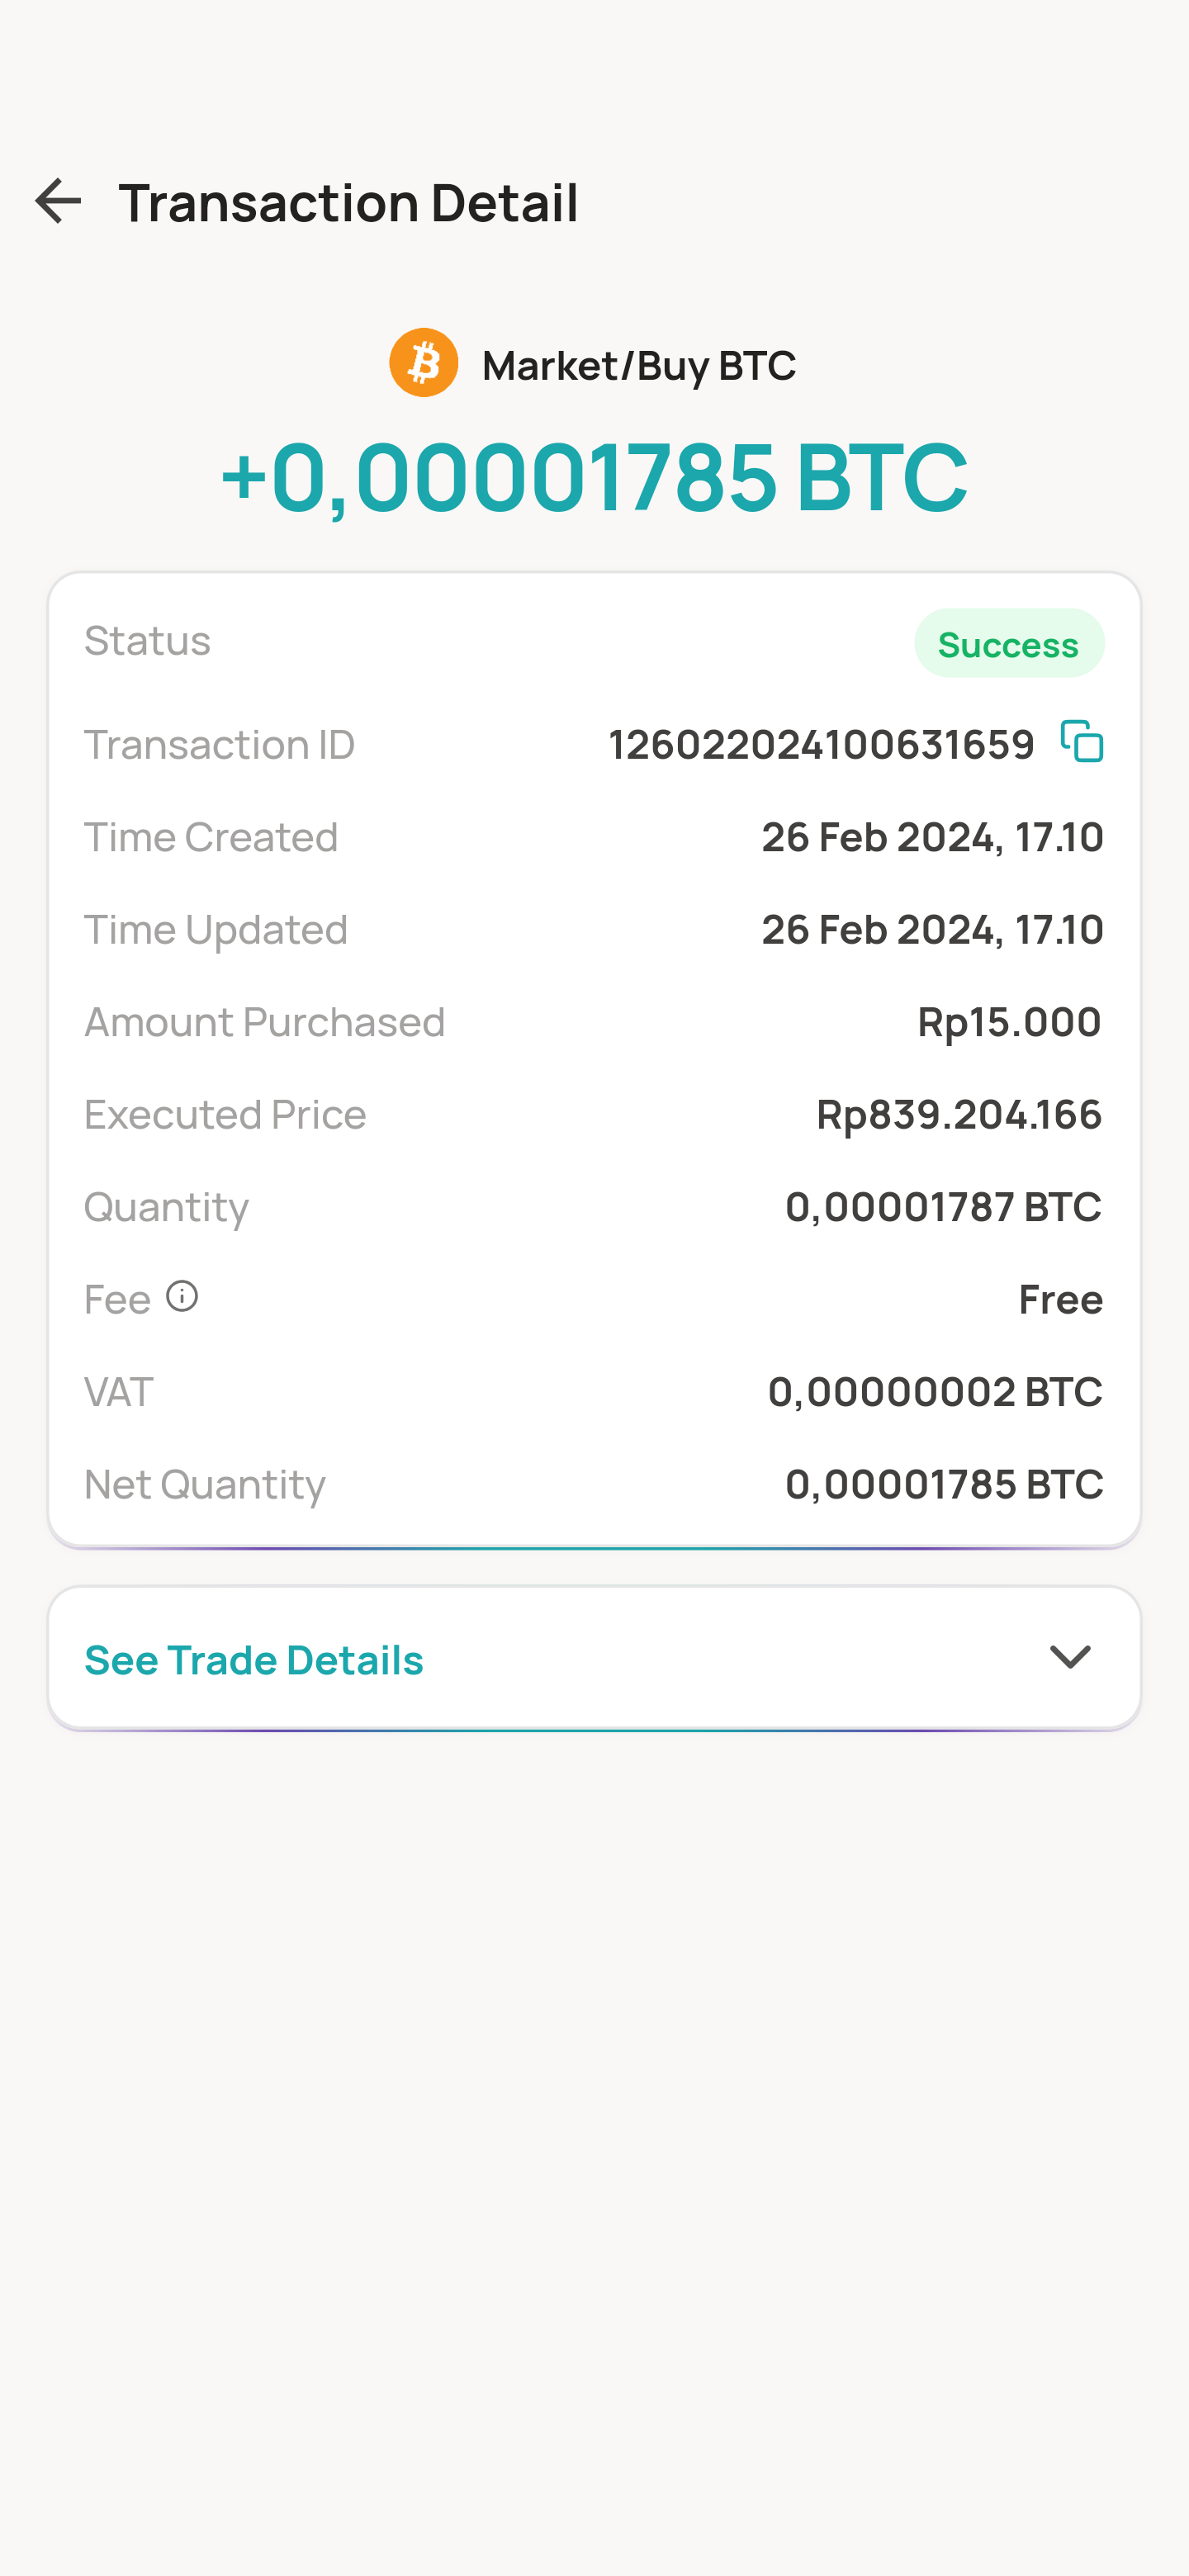 Transaction Detail
Market/Buy BTC
+0,00001785 BTC
Status Success
Transaction ID 126022024100631659
Time Created 26 Feb 2024, 17.10
Time Updated 26 Feb 2024, 17.10
Amount Purchased Rp15.000
Executed Price Rp839.204.166
Quantity 0,00001787 BTC
Fee Free
VAT 0,00000002 BTC
Net Quantity 0,00001785 BTC
See Trade Details